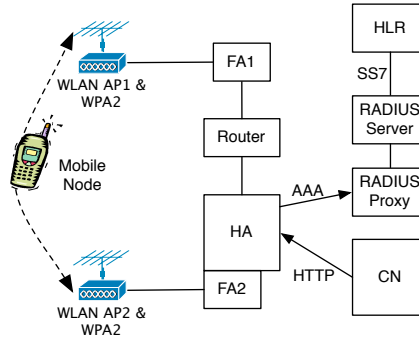 HLR
FA1
SS7
WLAN AP1 &
WPA2
RADIUS
Server
Router
Mobile
Node
AAA
RADIUS
Proxy
HA
HTTP
CN
FA2
WLAN AP2 &
WPA2